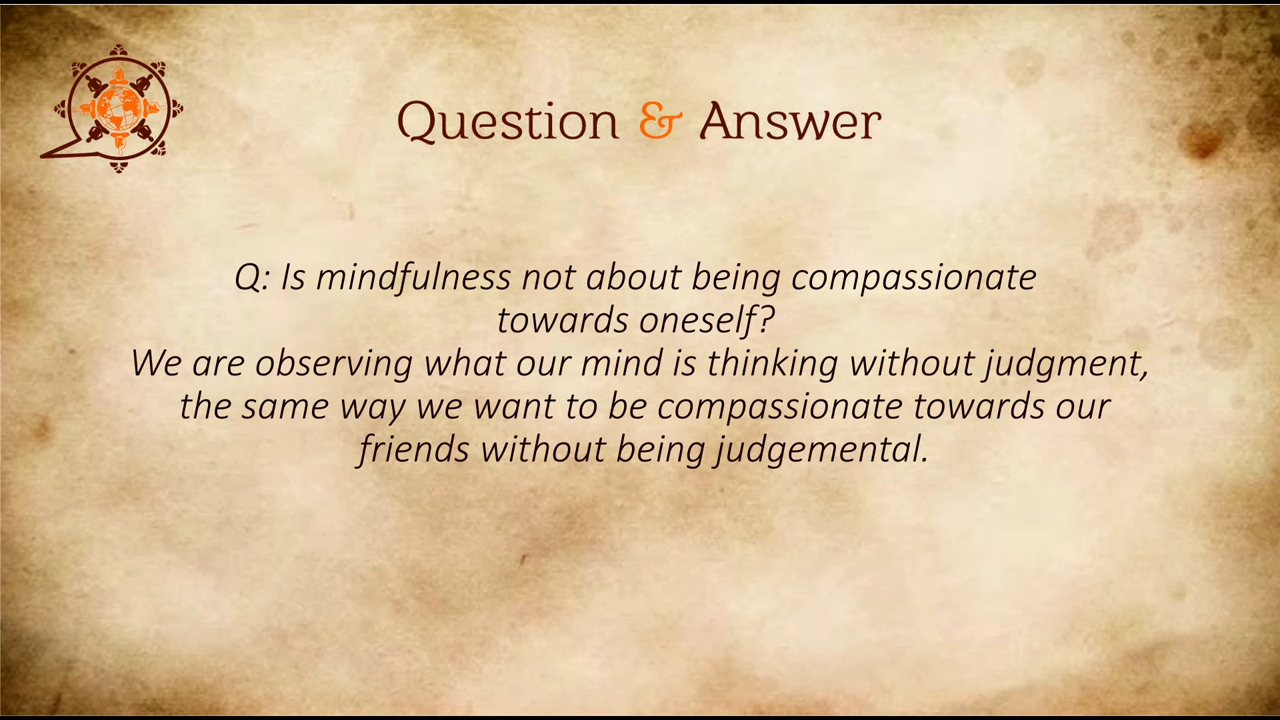 Question & Answer
Q: Is mindfulness not about being compassionate
towards oneself?
We are observing what our mind is thinking without judgment,
the same way we want to be compassionate towards our
friends without being judgemental.